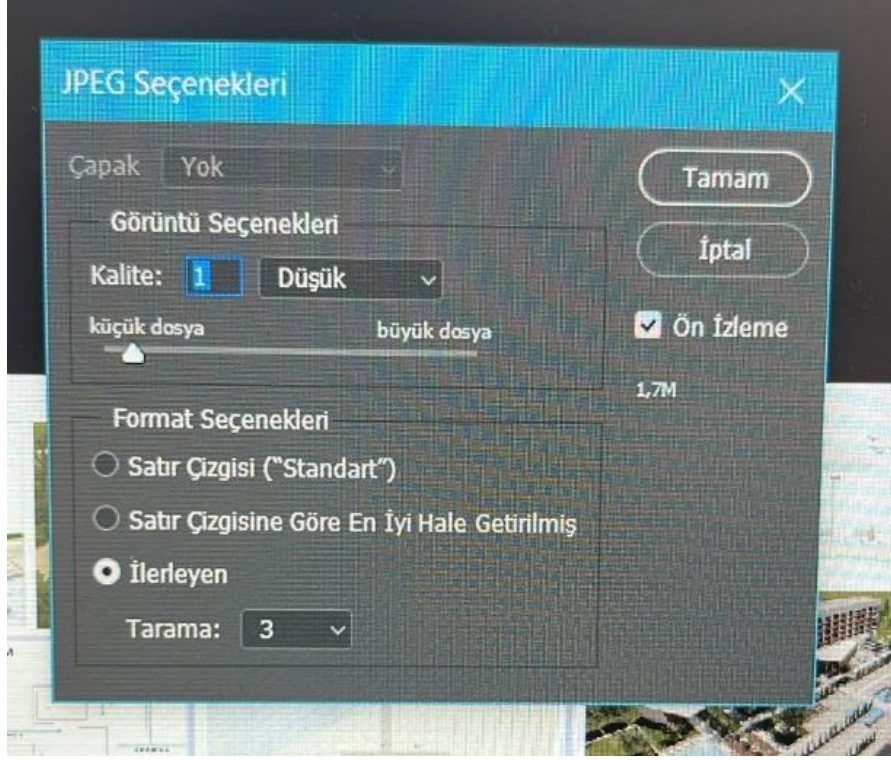 JPEG Seçenekleri
Çapak Yok
Tamam
Görüntü Seçenekleri
İptal
Kalite: 1 Düşük
küçük dosya büyük dosya
Ön İzleme
1,7M
Format Seçenekleri
Satır Çizgisi ("Standart")
Satır Çizgisine Göre En İyi Hale Getirilmiş
İlerleyen
Tarama: 3